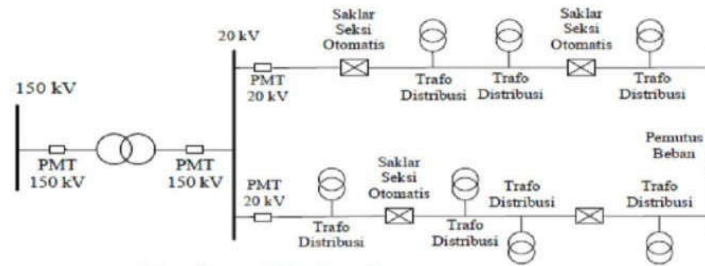 20 kV
Saklar
Seksi
Otomatis
Saklar
Seksi
Otomatis
PMT
20 kV
Trafo
Distribusi
Trafo
Distribusi
Trafo
Distribusi
150 kV
PMT
150 kV
PMT
150 kV
Pemutus
Beban
PMT
20 kV
Saklar
Seksi
Otomatis
Trafo
Distribusi
Trafo
Distribusi
Trafo
Distribusi
Trafo
Distribusi